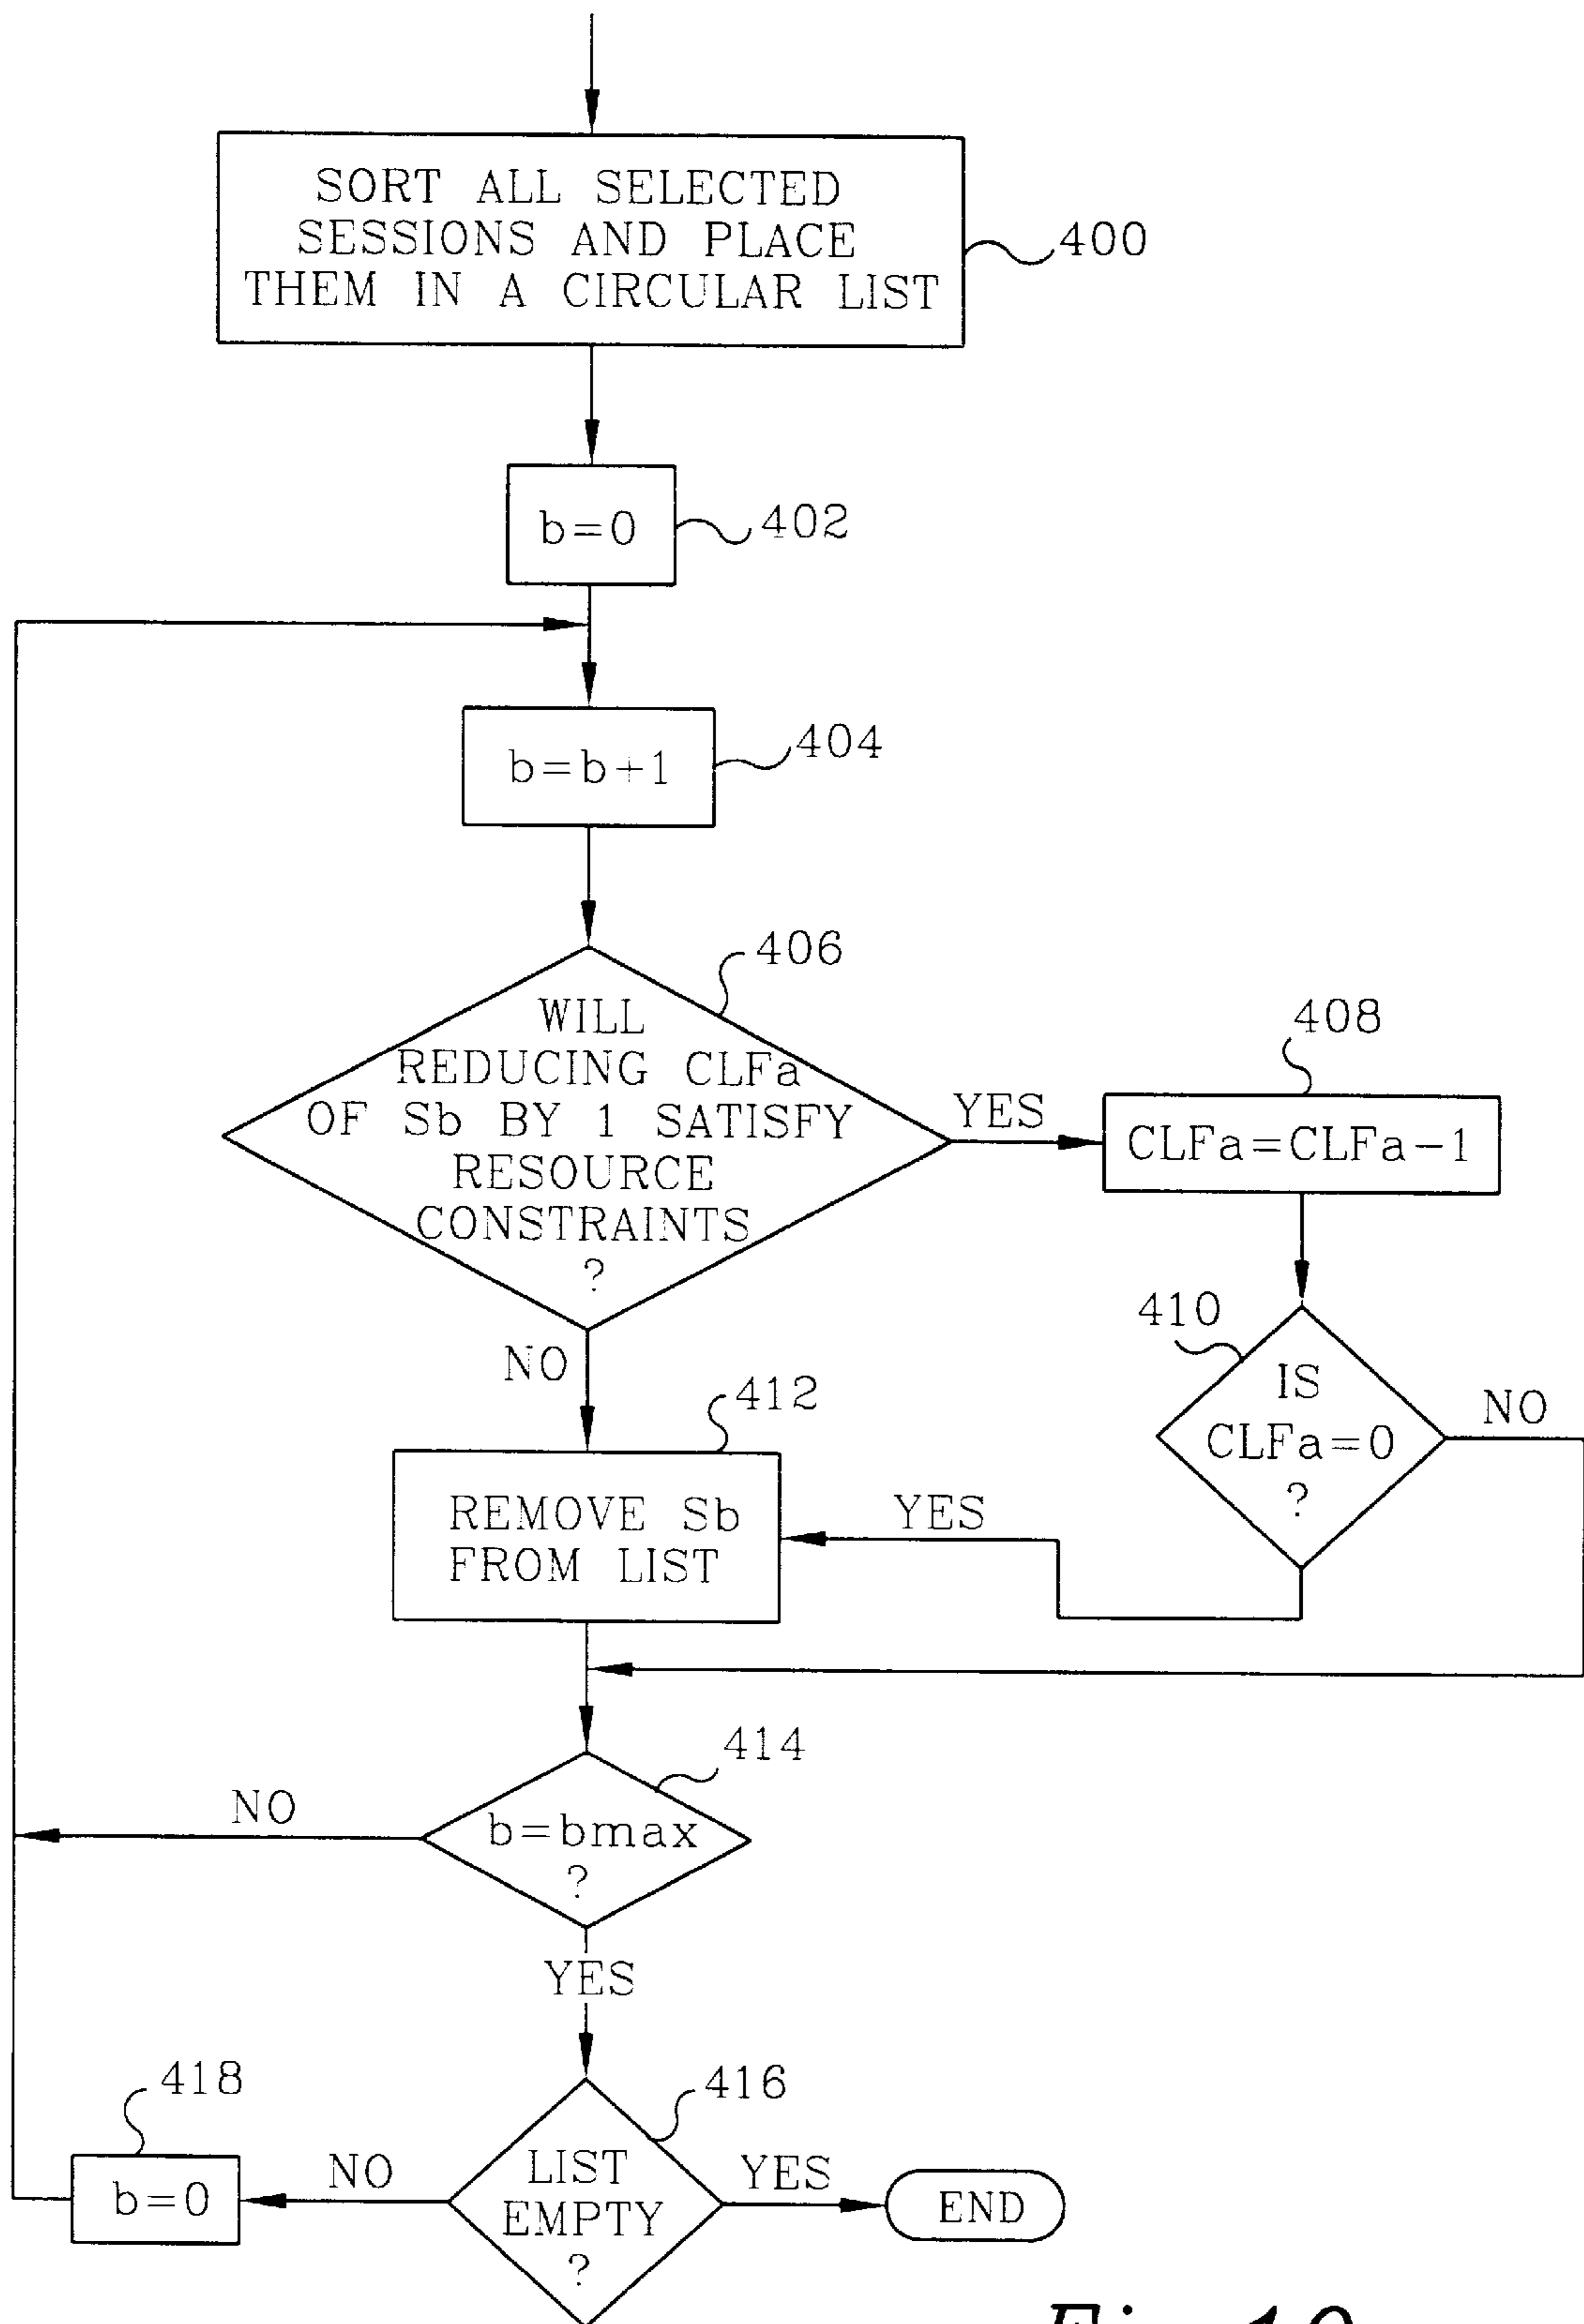 SORT ALL SELECTED
SESSIONS AND PLACE
THEM IN A CIRCULAR LIST
400
b=0
402
b=b+1
404
406
WILL
REDUCING CLFa
OF Sb BY 1 SATISFY
RESOURCE
CONSTRAINTS
?
YES
408
CLFa=CLFa-1
410
IS
CLFa=0
?
NO
YES
NO
412
REMOVE Sb
FROM LIST
414
b=bmax
?
NO
YES
416
LIST
EMPTY
?
NO
418
b=0
YES
END